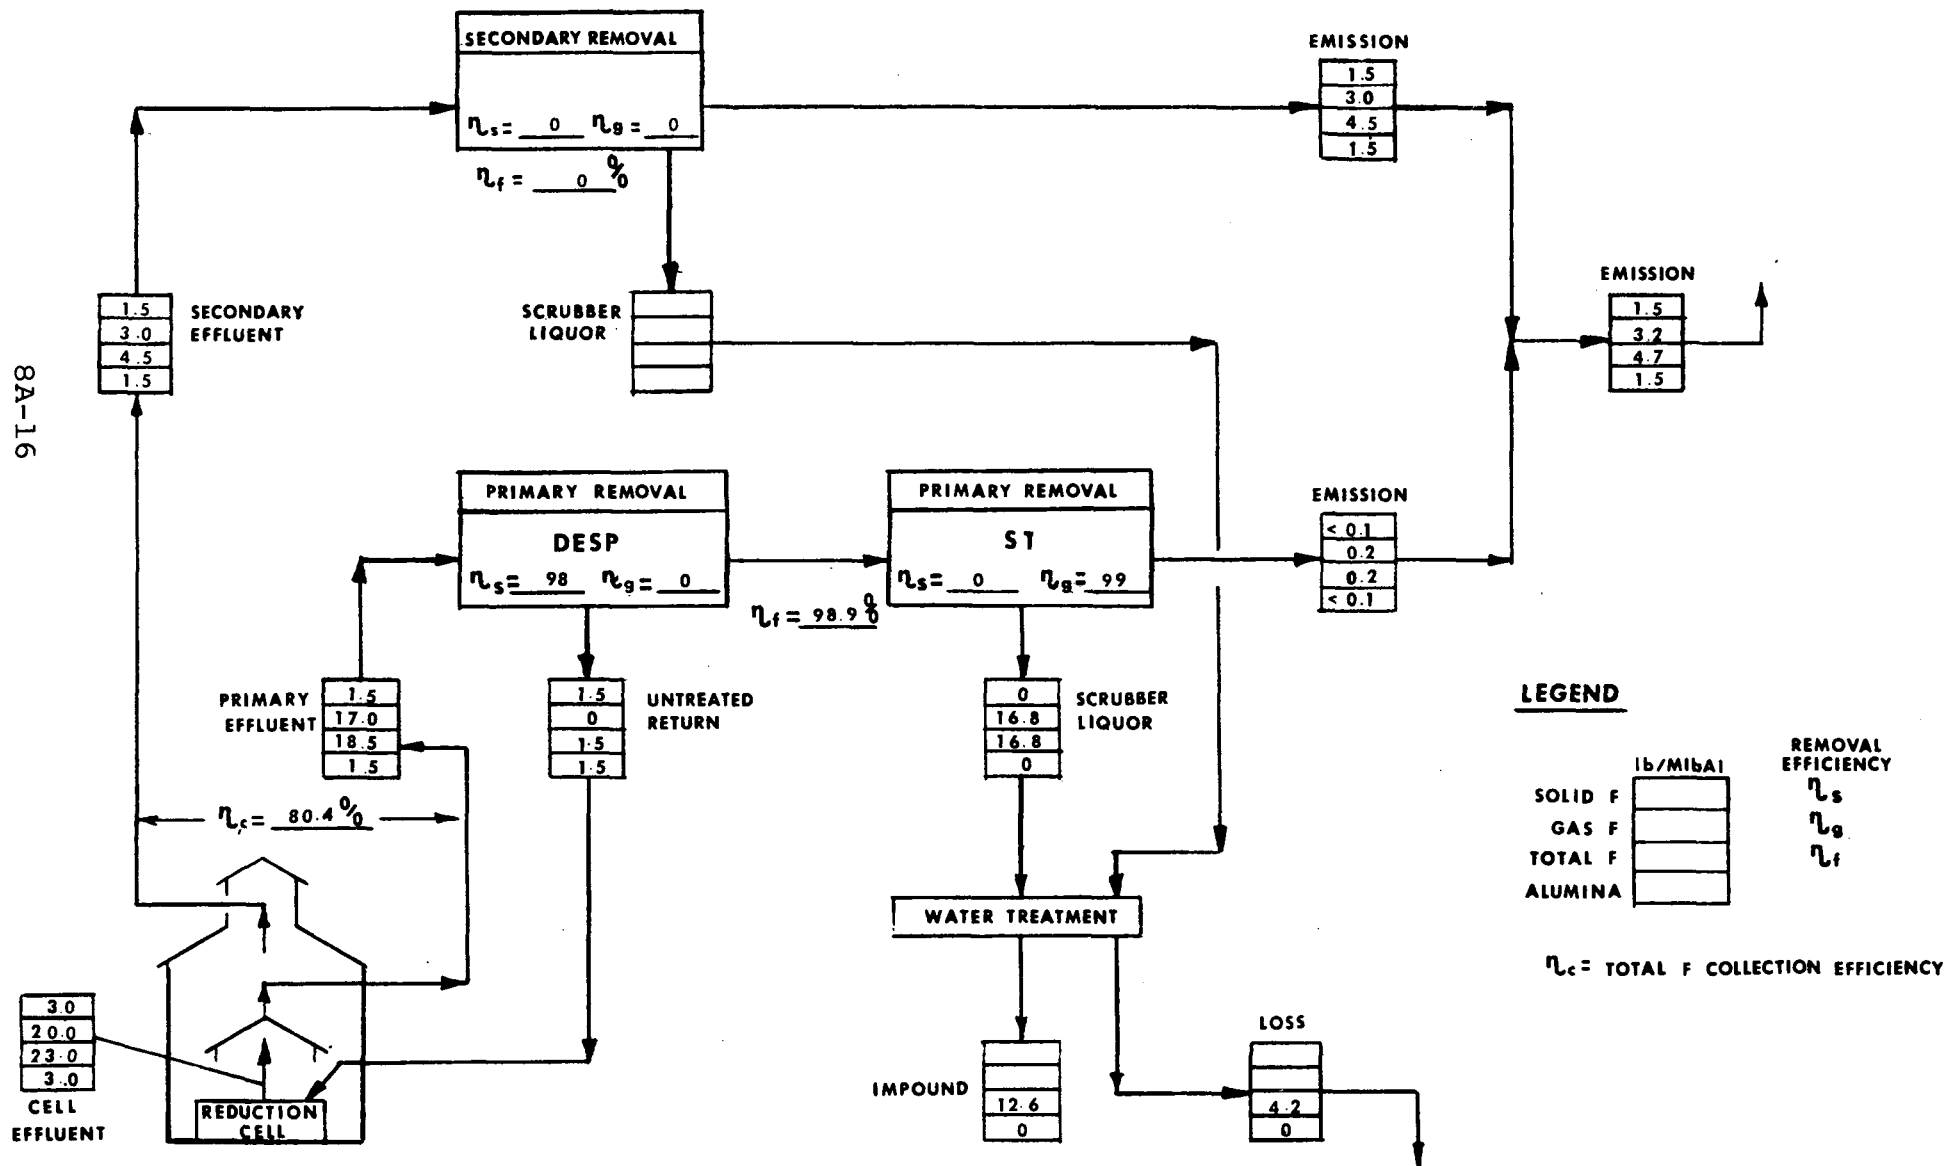 SECONDARY REMOVAL
ηs = 0 ηg = 0
ηf = 0 %
EMISSION
1.5
3.0
4.5
1.5
EMISSION
1.5
3.2
4.7
1.5
1.5
3.0
4.5
1.5
SECONDARY
EFFLUENT
SCRUBBER
LIQUOR
8A-16
PRIMARY REMOVAL
DESP
ηs = 98 ηg = 0
PRIMARY REMOVAL
ST
ηs = 0 ηg = 99
ηf = 98.9 %
EMISSION
< 0.1
0.2
0.2
< 0.1
PRIMARY
EFFLUENT
1.5
17.0
18.5
1.5
1.5
0
1.5
1.5
UNTREATED
RETURN
0
16.8
16.8
0
SCRUBBER
LIQUOR
ηc = 80.4 %
WATER TREATMENT
3.0
20.0
23.0
3.0
CELL
EFFLUENT
REDUCTION
CELL
IMPOUND
12.6
0
LOSS
4.2
0
LEGEND
lb/MlbAl
REMOVAL
EFFICIENCY
SOLID F ηs
GAS F ηg
TOTAL F ηf
ALUMINA
ηc = TOTAL F COLLECTION EFFICIENCY